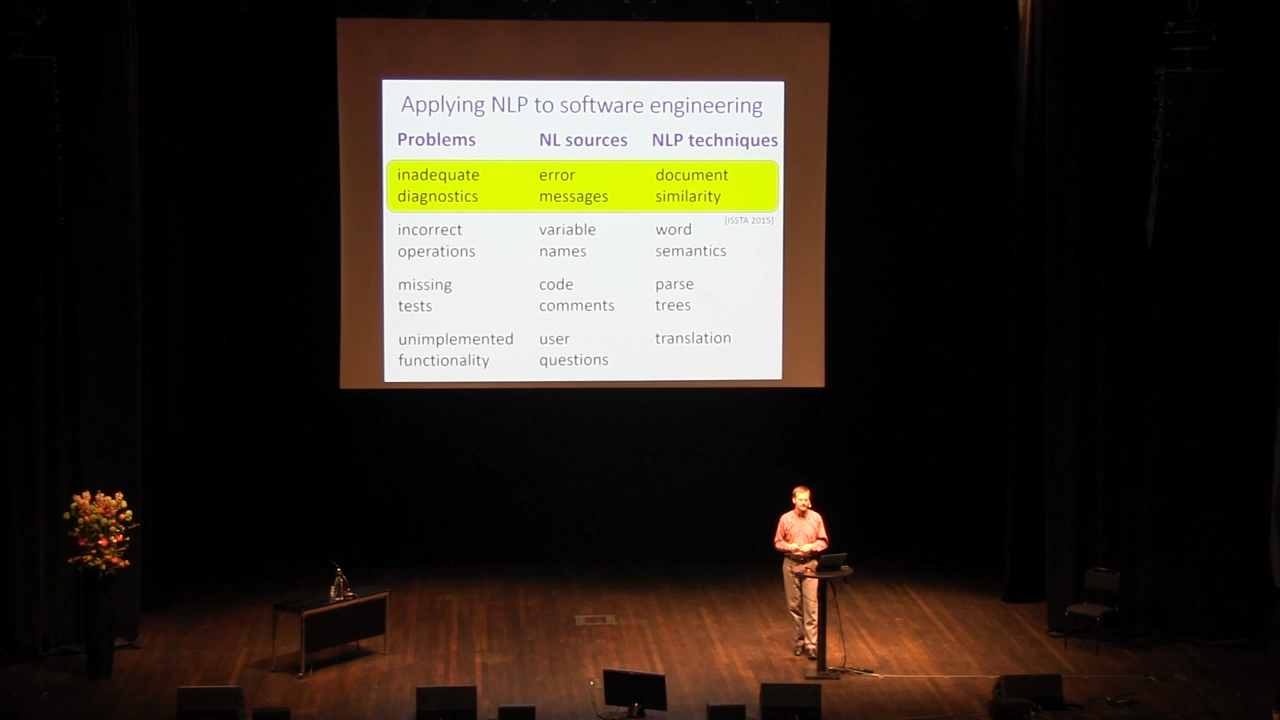 Applying NLP to software engineering
Problems NL sources NLP techniques
inadequate error document
diagnostics messages similarity
[ISSTA 2015]
incorrect variable word
operations names semantics
missing code parse
tests comments trees
unimplemented user translation
functionality questions